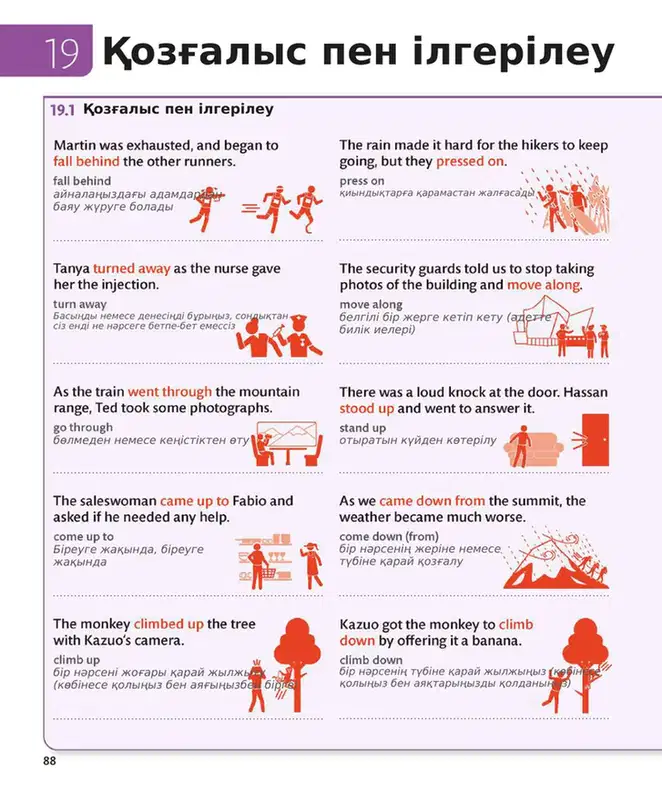 19 Қозғалыс пен ілгерілеу
19.1 Қозғалыс пен ілгерілеу
Martin was exhausted, and began to
fall behind the other runners.
fall behind
айналаңыздағы адамдардан
баяу жүруге болады
The rain made it hard for the hikers to keep
going, but they pressed on.
press on
қиындықтарға қарамастан жалғасады
Tanya turned away as the nurse gave
her the injection.
turn away
Басыңды немесе денесіңді бұрыңыз, сондықтан
сіз енді не нәрсеге бетпе-бет емессіз
The security guards told us to stop taking
photos of the building and move along.
move along
белгілі бір жерге кетіп кету (әдетте
билік иелері)
As the train went through the mountain
range, Ted took some photographs.
go through
бөлмеден немесе кеңістіктен өту
There was a loud knock at the door. Hassan
stood up and went to answer it.
stand up
отыратын күйден көтерілу
The saleswoman came up to Fabio and
asked if he needed any help.
come up to
Біреуге жақында, біреуге
жақында
As we came down from the summit, the
weather became much worse.
come down (from)
бір нәрсенің жеріне немесе
түбіне қарай қозғалу
The monkey climbed up the tree
with Kazuo's camera.
climb up
бір нәрсені жоғары қарай жылжыту
(көбінесе қолыңыз бен аяғыңызбен бірге)
Kazuo got the monkey to climb
down by offering it a banana.
climb down
бір нәрсенің түбіне қарай жылжыңыз (көбінесе
қолыңыз бен аяқтарыңызды қолданыңыз)
88